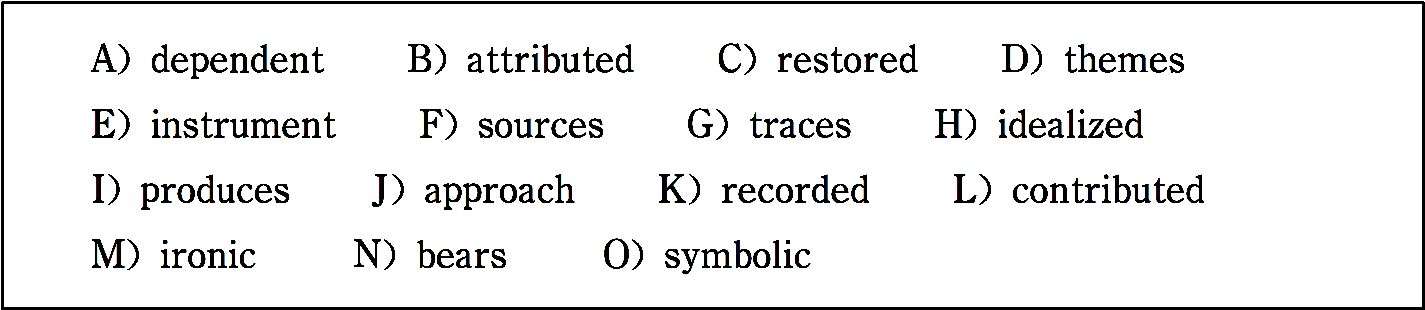 A) dependent B) attributed C) restored D) themes
E) instrument F) sources G) traces H) idealized
I) produces J) approach K) recorded L) contributed
M) ironic N) bears O) symbolic